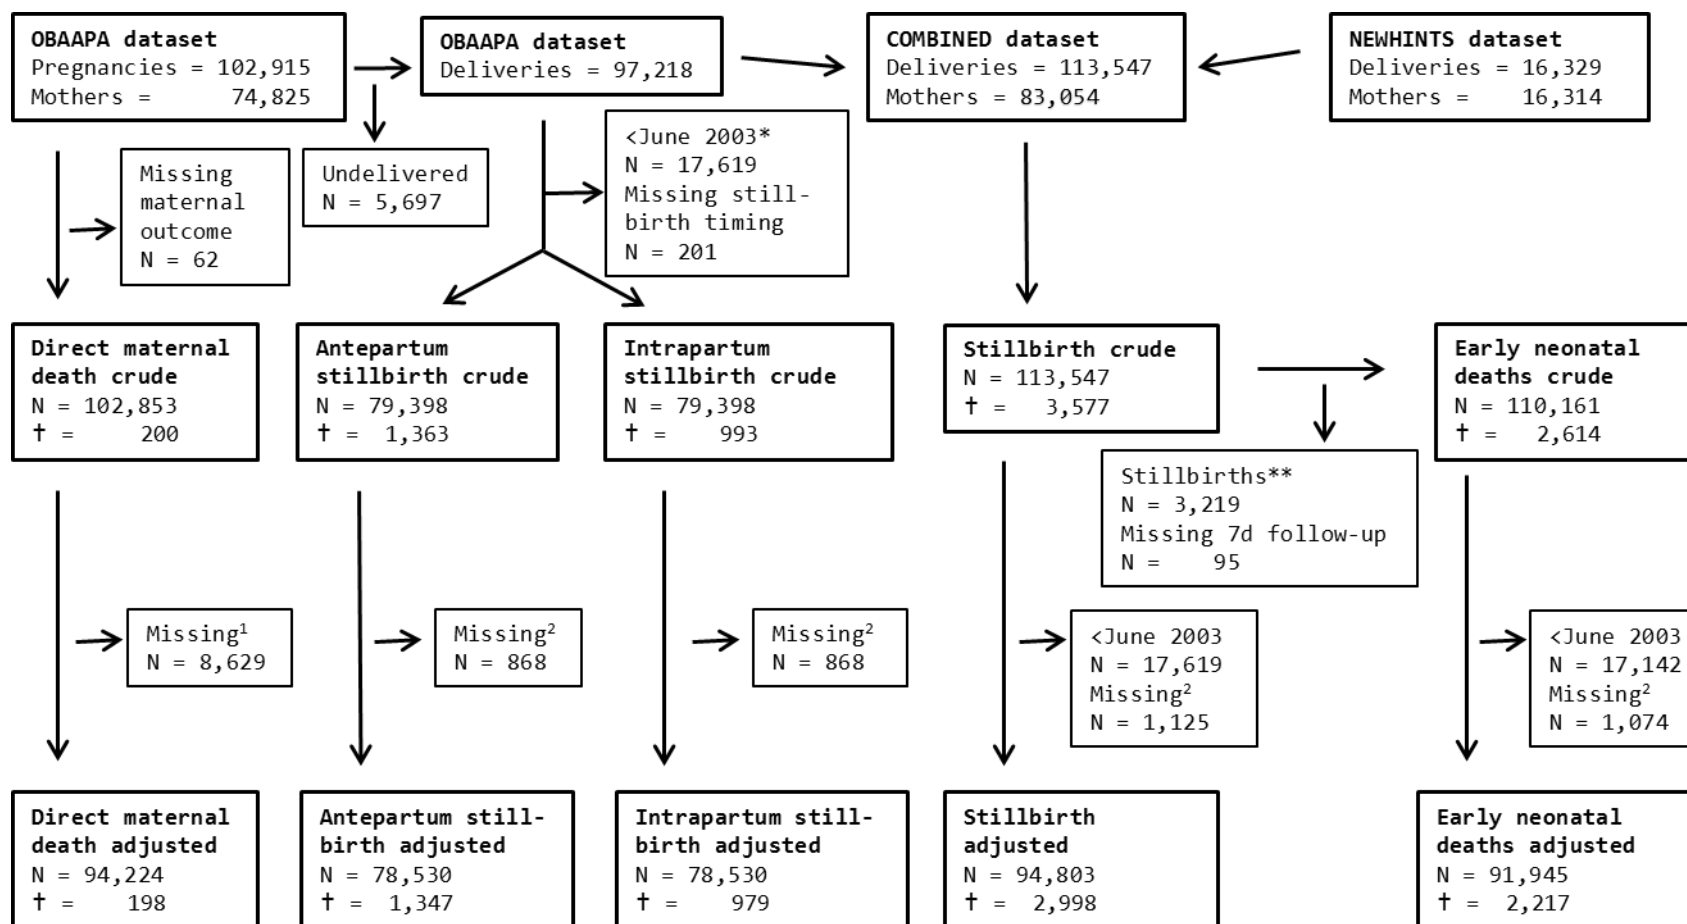 OBAAPA dataset
Pregnancies = 102,915
Mothers = 74,825
OBAAPA dataset
Deliveries = 97,218
COMBINED dataset
Deliveries = 113,547
Mothers = 83,054
NEWHINTS dataset
Deliveries = 16,329
Mothers = 16,314
Missing
maternal
outcome
N = 62
Undelivered
N = 5,697
<June 2003*
N = 17,619
Missing still-
birth timing
N = 201
Direct maternal
death crude
N = 102,853
† = 200
Antepartum
stillbirth crude
N = 79,398
† = 1,363
Intrapartum
stillbirth crude
N = 79,398
† = 993
Stillbirth crude
N = 113,547
† = 3,577
Early neonatal
deaths crude
N = 110,161
† = 2,614
Stillbirths**
N = 3,219
Missing 7d follow-up
N = 95
Missing¹
N = 8,629
Missing²
N = 868
Missing²
N = 868
<June 2003
N = 17,619
Missing²
N = 1,125
<June 2003
N = 17,142
Missing²
N = 1,074
Direct maternal
death adjusted
N = 94,224
† = 198
Antepartum still-
birth adjusted
N = 78,530
† = 1,347
Intrapartum still-
birth adjusted
N = 78,530
† = 979
Stillbirth
adjusted
N = 94,803
† = 2,998
Early neonatal
deaths adjusted
N = 91,945
† = 2,217